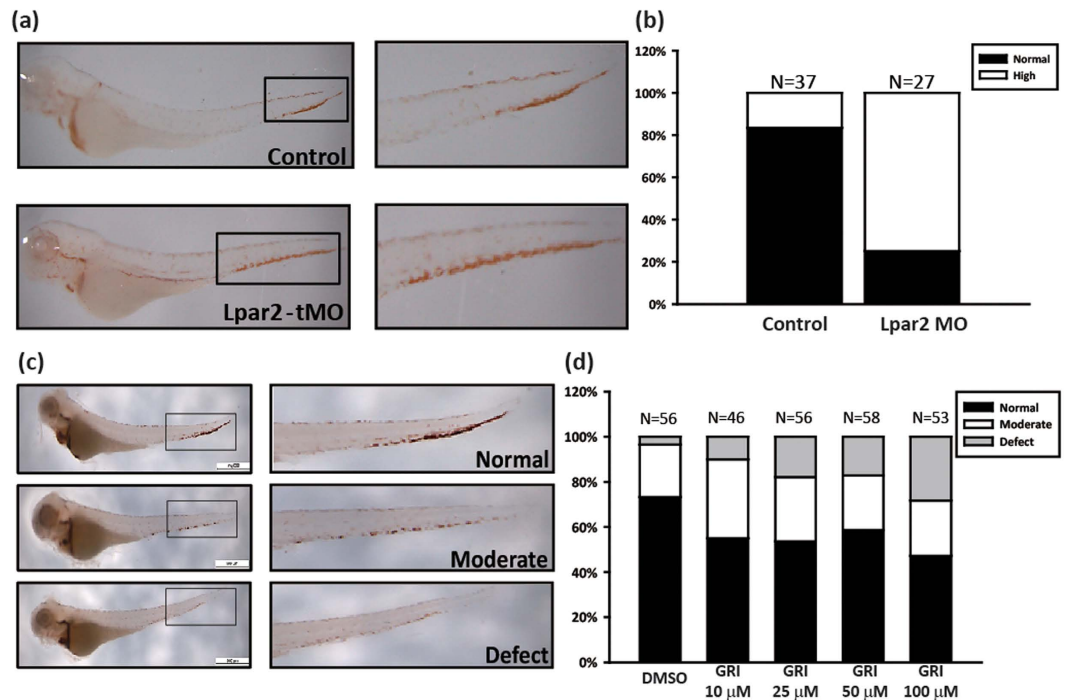 (a)
Control
Lpar2-tMO
(b)
120%
100%
80%
60%
40%
20%
0%
N=37
N=27
Normal
High
Control
Lpar2 MO
(c)
Normal
Moderate
Defect
(d)
120%
100%
80%
60%
40%
20%
0%
N=56
N=46
N=56
N=58
N=53
Normal
Moderate
Defect
DMSO
GRI
10 μM
GRI
25 μM
GRI
50 μM
GRI
100 μM